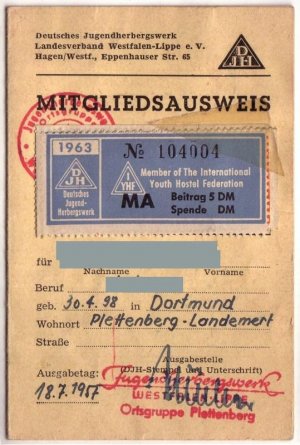 Deutsches Jugendherbergswerk
Landesverband Westfalen-Lippe e. V.
Hagen/Westf., Eppenhauser Str. 65
DJH
MITGLIEDSAUSWEIS
Ortsgruppe
1963
№ 104004
DJH
Deutsches
Jugend-
Herbergswerk
IYHF
Member of The International
Youth Hostel Federation
MA
Beitrag 5 DM
Spende DM
für
Nachname Vorname
Beruf
geb. 30.4.98 in Dortmund
Wohnort Plettenberg-Landemert
Straße
Ausgabestelle
(DJH-Stempel und Unterschrift)
Ausgabetag: 18.7.1957
Jugendherbergswerk
Ortsgruppe Plettenberg